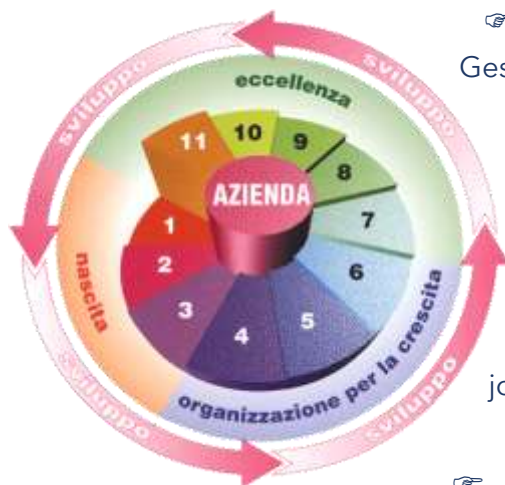 ☞
Ges
sviluppo
sviluppo
eccellenza
11
10
9
8
7
6
5
4
3
2
1
AZIENDA
nascita
organizzazione per la crescita
jo
sviluppo
sviluppo
☞